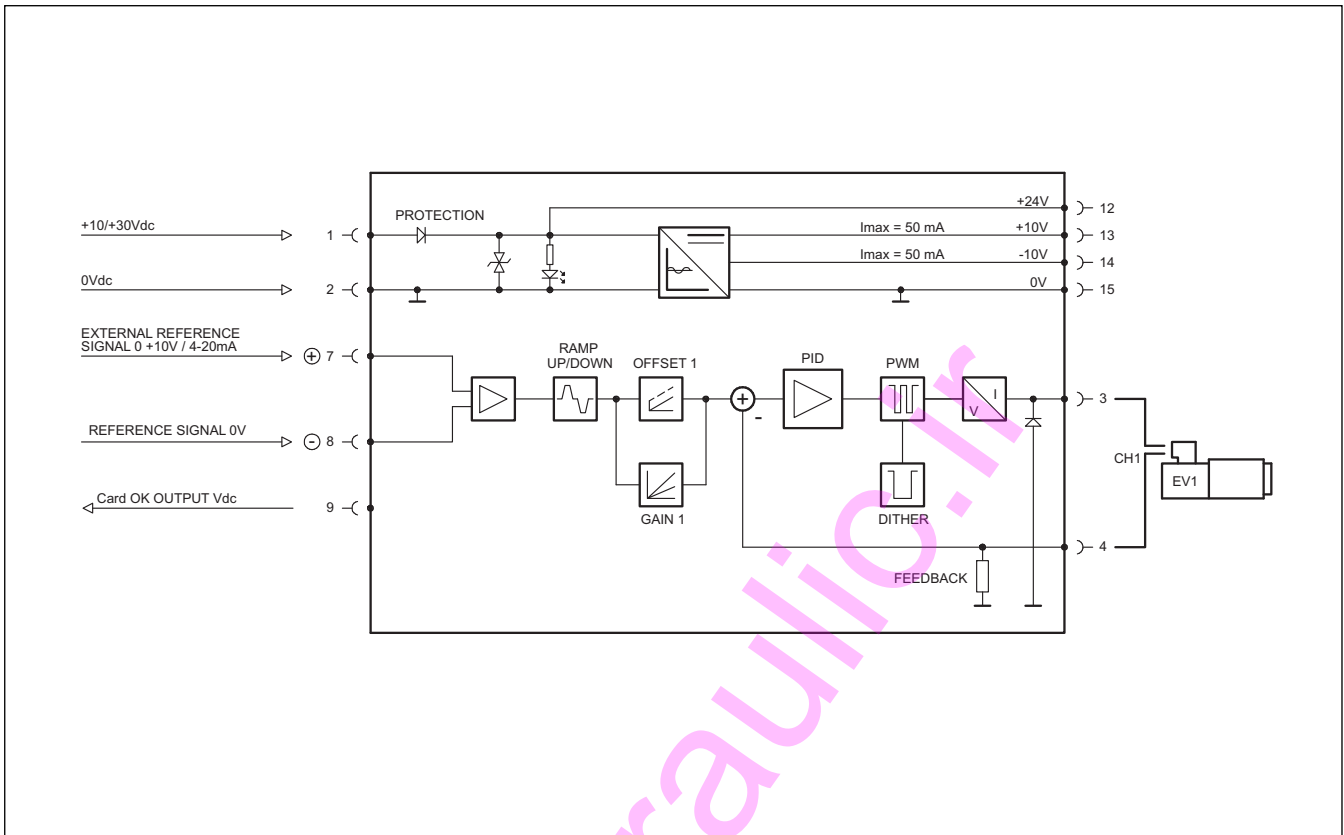 +24V 12
+10/+30Vdc 1 PROTECTION Imax = 50 mA +10V 13
Imax = 50 mA -10V 14
0Vdc 2 0V 15
EXTERNAL REFERENCE
SIGNAL 0 +10V / 4-20mA + 7
RAMP
UP/DOWN OFFSET 1 PID PWM
+ - V I 3
REFERENCE SIGNAL 0V - 8
CH1
EV1
Card OK OUTPUT Vdc 9
GAIN 1 DITHER
4
FEEDBACK
raulic.ir